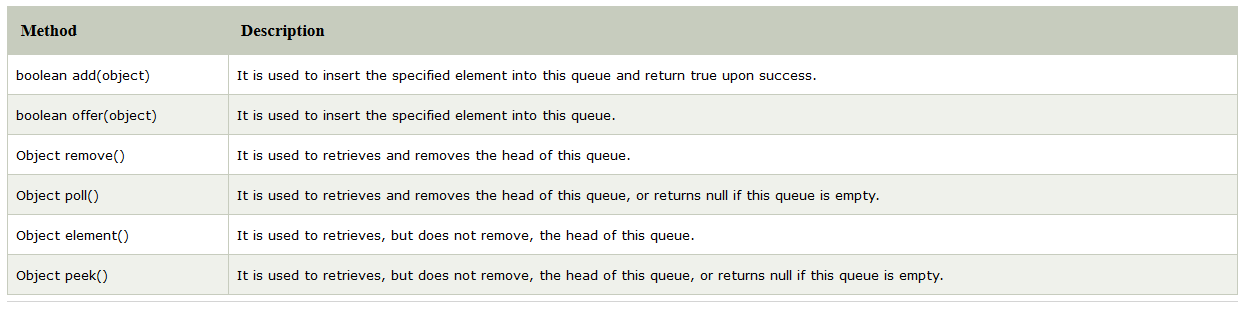 Method Description
boolean add(object) It is used to insert the specified element into this queue and return true upon success.
boolean offer(object) It is used to insert the specified element into this queue.
Object remove() It is used to retrieves and removes the head of this queue.
Object poll() It is used to retrieves and removes the head of this queue, or returns null if this queue is empty.
Object element() It is used to retrieves, but does not remove, the head of this queue.
Object peek() It is used to retrieves, but does not remove, the head of this queue, or returns null if this queue is empty.